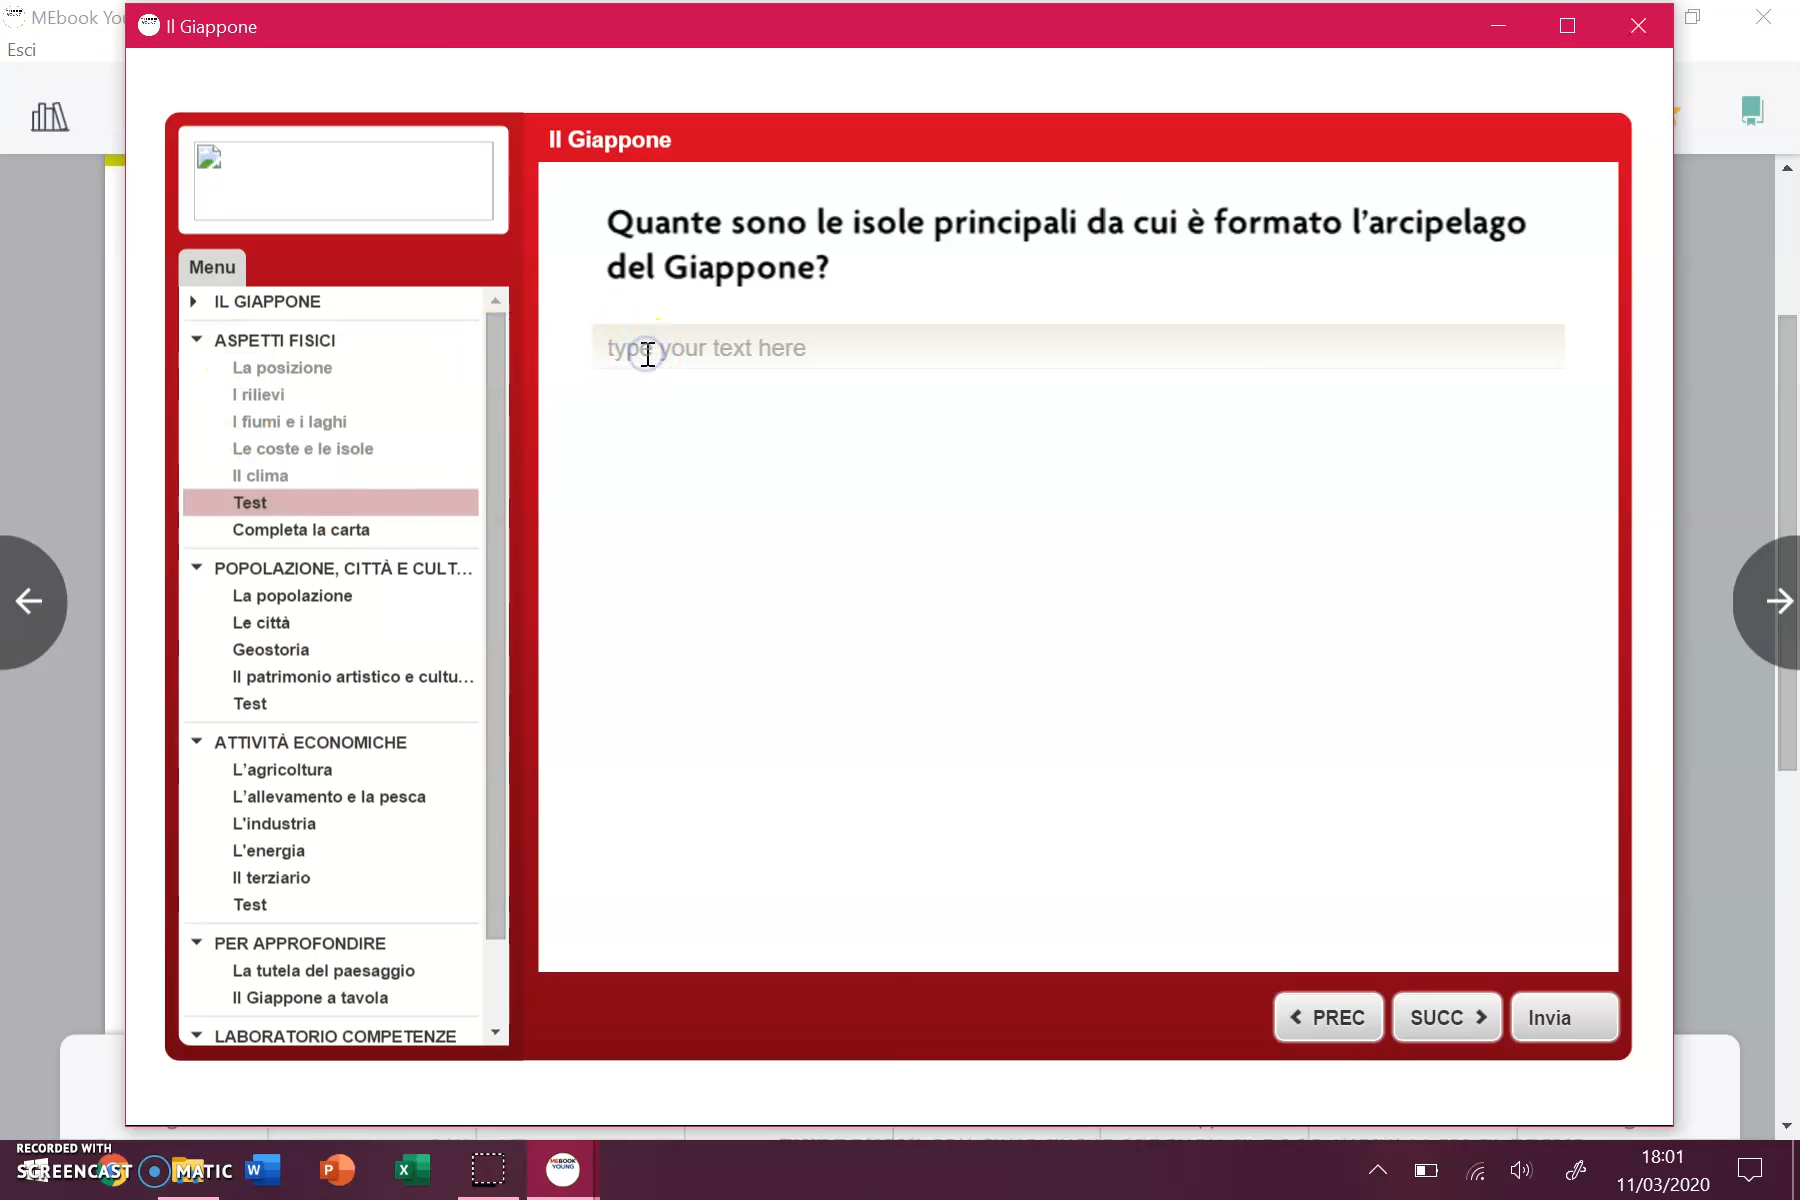 MEbook You
Il Giappone
Esci
Il Giappone
Quante sono le isole principali da cui è formato l’arcipelago
del Giappone?
type your text here
Menu
IL GIAPPONE
ASPETTI FISICI
La posizione
I rilievi
I fiumi e i laghi
Le coste e le isole
Il clima
Test
Completa la carta
POPOLAZIONE, CITTÀ E CULT...
La popolazione
Le città
Geostoria
Il patrimonio artistico e cultu...
Test
ATTIVITÀ ECONOMICHE
L’agricoltura
L’allevamento e la pesca
L'industria
L'energia
Il terziario
Test
PER APPROFONDIRE
La tutela del paesaggio
Il Giappone a tavola
LABORATORIO COMPETENZE
PREC
SUCC
Invia
RECORDED WITH
SCREENCAST MATIC
W
P
X
MEBOOK
YOUNG
18:01
11/03/2020